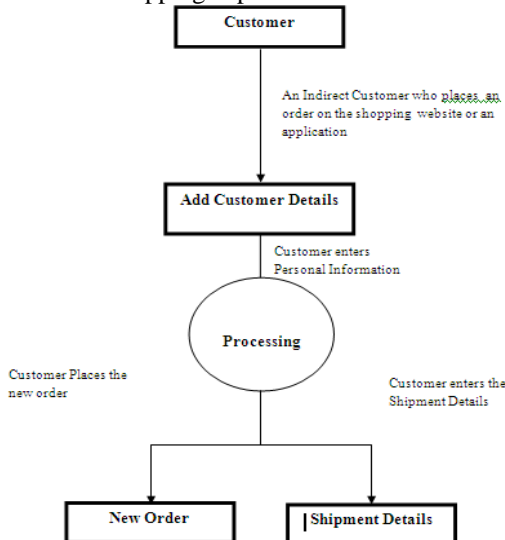 Customer
An Indirect Customer who places an
order on the shopping website or an
application
Add Customer Details
Customer enters
Personal Information
Processing
Customer Places the
new order
Customer enters the
Shipment Details
New Order
Shipment Details